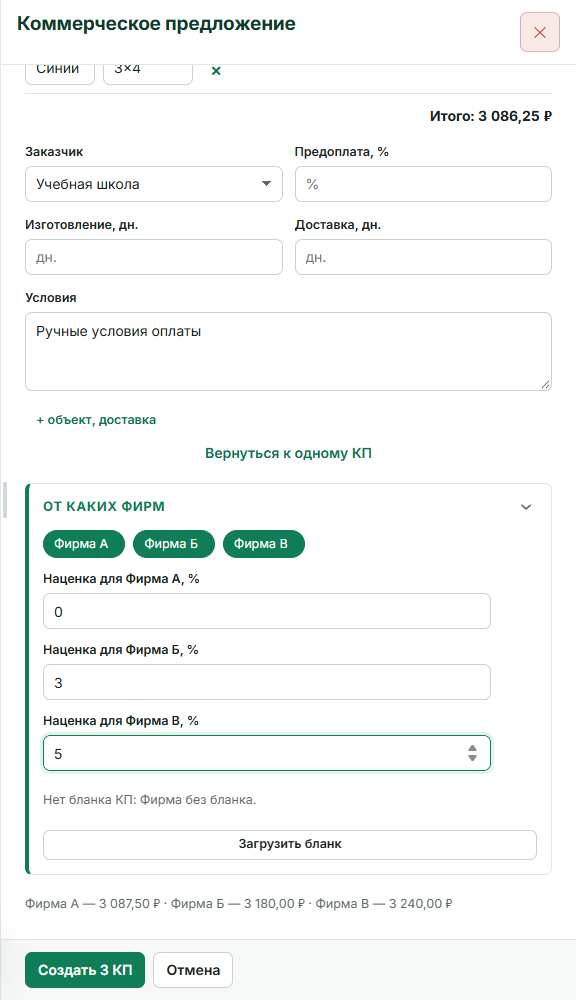 Коммерческое предложение
Синий 3×4 ×
Итого: 3 086,25 ₽
Заказчик Предоплата, %
Учебная школа %
Изготовление, дн. Доставка, дн.
дн. дн.
Условия
Ручные условия оплаты
+ объект, доставка
Вернуться к одному КП
ОТ КАКИХ ФИРМ
Фирма А Фирма Б Фирма В
Наценка для Фирма А, %
0
Наценка для Фирма Б, %
3
Наценка для Фирма В, %
5
Нет бланка КП: Фирма без бланка.
Загрузить бланк
Фирма А — 3 087,50 ₽ · Фирма Б — 3 180,00 ₽ · Фирма В — 3 240,00 ₽
Создать 3 КП Отмена